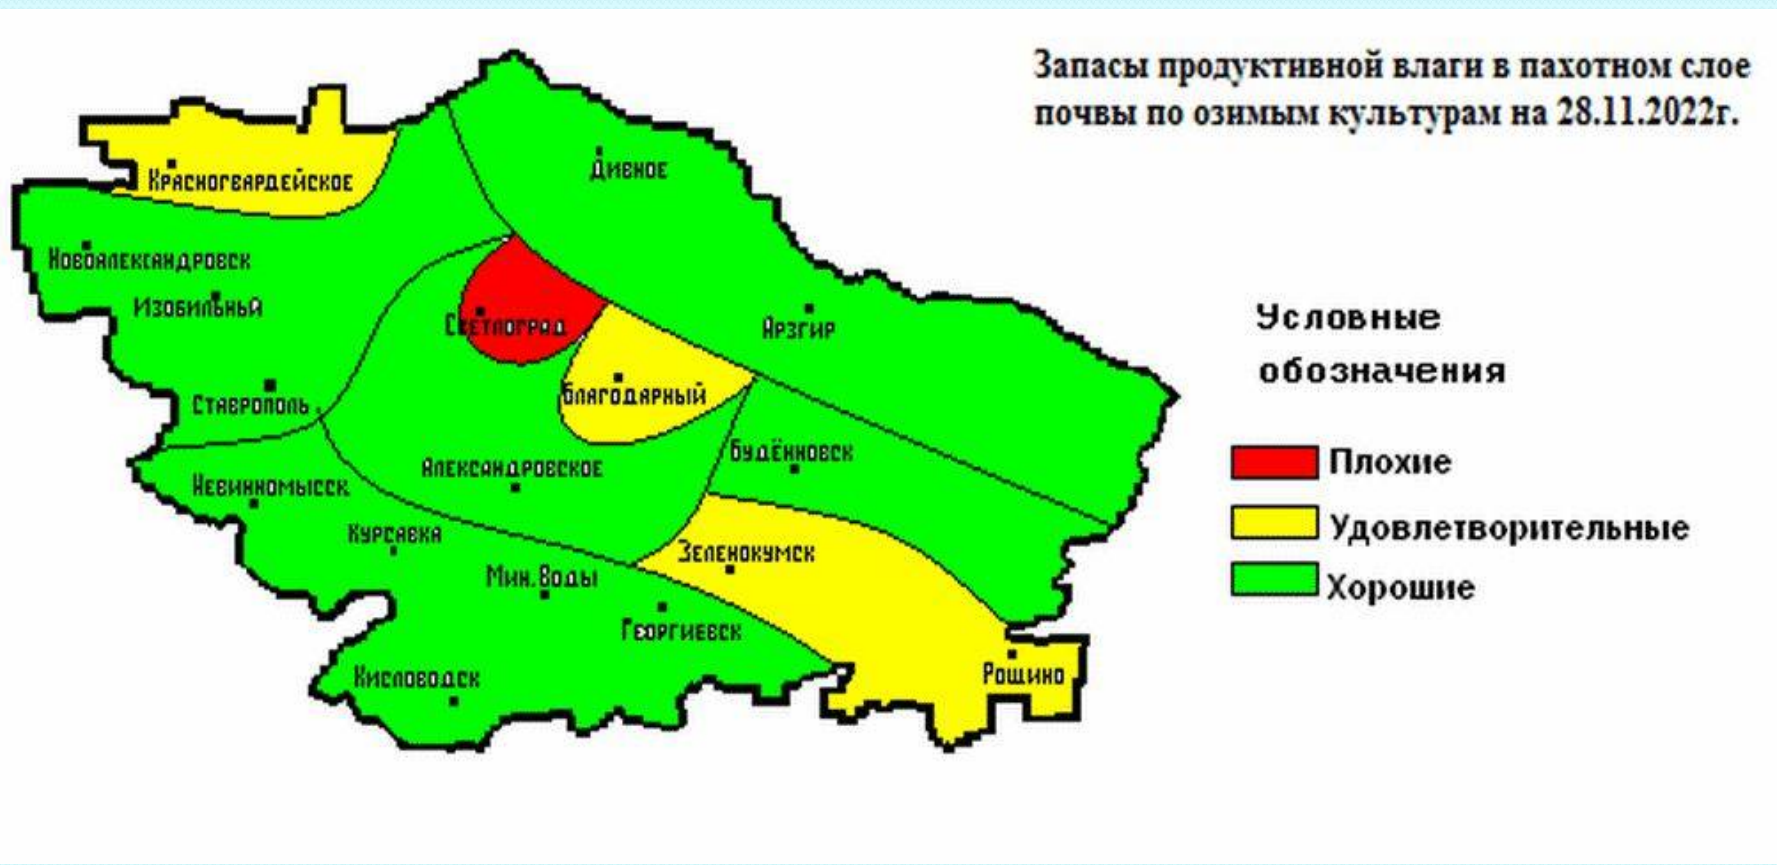 Запасы продуктивной влаги в пахотном слое
почвы по озимым культурам на 28.11.2022г.
Дивное
Красногвардейское
Новоалександровск
Изобильный
Светлоград
Арзгир
Благодарный
Ставрополь
Будённовск
Александровское
Невинномысск
Курсавка
Зеленокумск
Мин.Воды
Георгиевск
Кисловодск
Рощино
Условные
обозначения
Плохие
Удовлетворительные
Хорошие